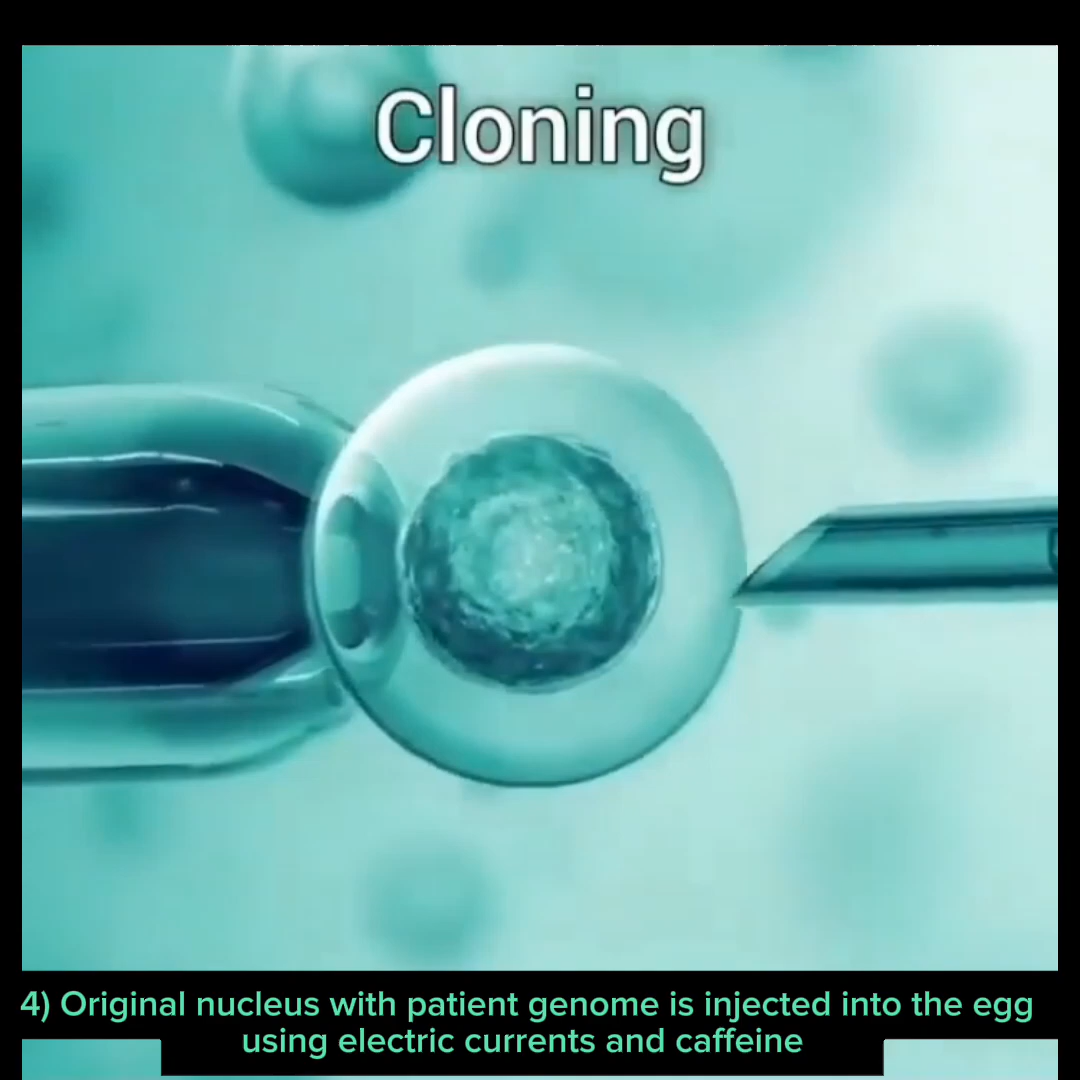 Cloning
4) Original nucleus with patient genome is injected into the egg
using electric currents and caffeine